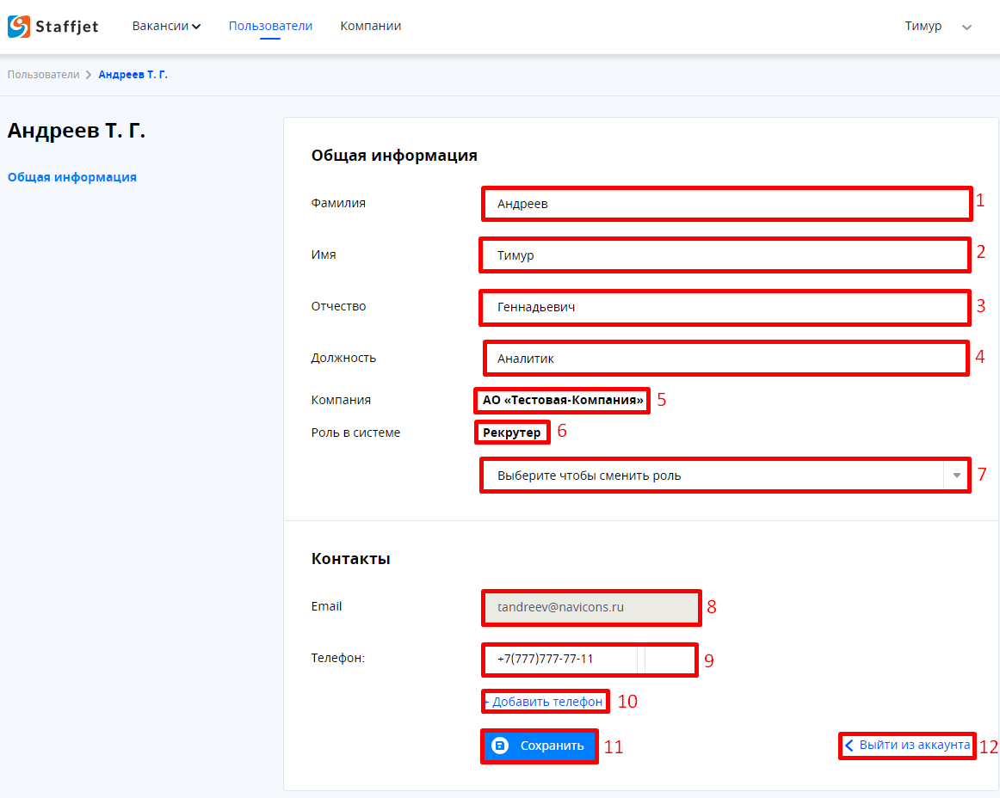 Staffjet Вакансии Пользователи Компании Тимур
Пользователи > Андреев Т. Г.
Андреев Т. Г.
Общая информация
Общая информация
Фамилия Андреев 1
Имя Тимур 2
Отчество Геннадьевич 3
Должность Аналитик 4
Компания АО «Тестовая-Компания» 5
Роль в системе Рекрутер 6
Выберите чтобы сменить роль 7
Контакты
Email tandreev@navicons.ru 8
Телефон: +7(777)777-77-11 9
+ Добавить телефон 10
Сохранить 11 Выйти из аккаунта 12